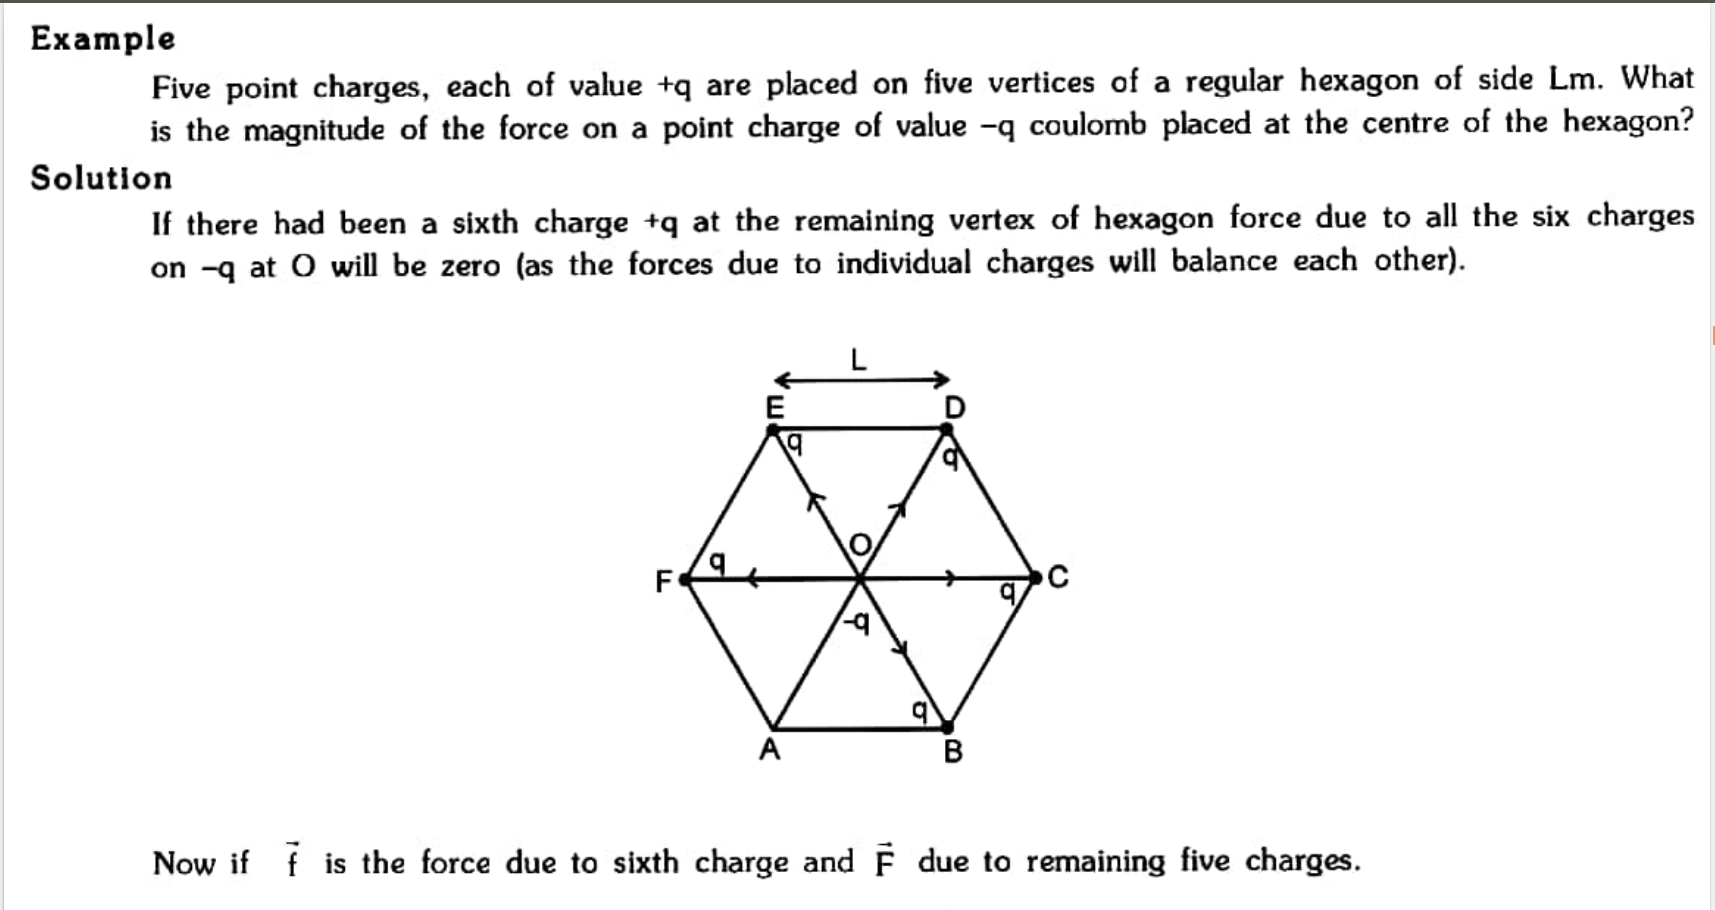 Example
Five point charges, each of value +q are placed on five vertices of a regular hexagon of side Lm. What
is the magnitude of the force on a point charge of value -q coulomb placed at the centre of the hexagon?
Solution
If there had been a sixth charge +q at the remaining vertex of hexagon force due to all the six charges
on -q at O will be zero (as the forces due to individual charges will balance each other).
L
E D
q q
O
F q C
q
-q
q
A B
Now if f⃗ is the force due to sixth charge and F⃗ due to remaining five charges.